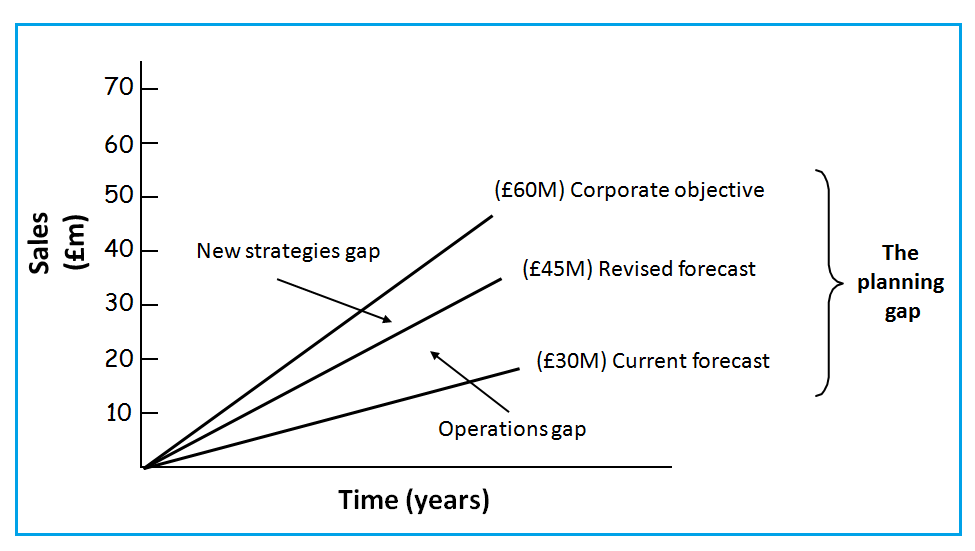 70
60
50
40
30
20
10
Sales
(£m)
(£60M) Corporate objective
New strategies gap
(£45M) Revised forecast
The
planning
gap
(£30M) Current forecast
Operations gap
Time (years)